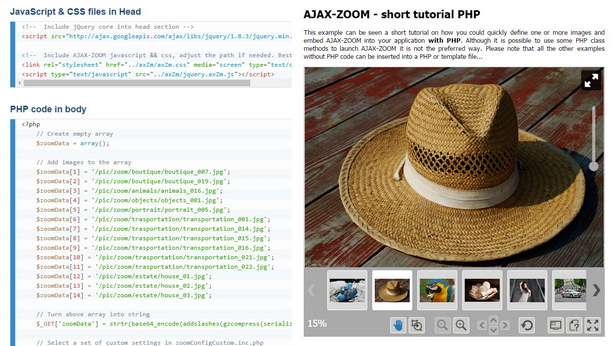 JavaScript & CSS files in Head
<!-- Include jQuery core into head section -->
<script src="http://ajax.googleapis.com/ajax/libs/jquery/1.8.3/jquery.min.
<!-- Include AJAX-ZOOM javascript && css, adjust the path if needed. Best
<link rel="stylesheet" href="../axZm/axZm.css" media="screen" type="text/c
<script type="text/javascript" src="../axZm/jquery.axZm.js"></script>
PHP code in body
<?php
// Create empty array
$zoomData = array();
// Add images to the array
$zoomData[1] = '/pic/zoom/boutique/boutique_007.jpg';
$zoomData[2] = '/pic/zoom/boutique/boutique_019.jpg';
$zoomData[3] = '/pic/zoom/animals/animals_016.jpg';
$zoomData[4] = '/pic/zoom/objects/objects_001.jpg';
$zoomData[5] = '/pic/zoom/portrait/portrait_005.jpg';
$zoomData[6] = '/pic/zoom/trasportation/transportation_001.jpg';
$zoomData[7] = '/pic/zoom/trasportation/transportation_014.jpg';
$zoomData[8] = '/pic/zoom/trasportation/transportation_015.jpg';
$zoomData[9] = '/pic/zoom/trasportation/transportation_016.jpg';
$zoomData[10] = '/pic/zoom/trasportation/transportation_021.jpg';
$zoomData[11] = '/pic/zoom/trasportation/transportation_022.jpg';
$zoomData[12] = '/pic/zoom/estate/house_01.jpg';
$zoomData[13] = '/pic/zoom/estate/house_02.jpg';
$zoomData[14] = '/pic/zoom/estate/house_03.jpg';
// Turn above array into string
$_GET['zoomData'] = strtr(base64_encode(addslashes(gzcompress(serializ
// Select a set of custom settings in zoomConfigCustom.inc.php
AJAX-ZOOM - short tutorial PHP
This example can be seen a short tutorial on how you could quickly define one or more images and
embed AJAX-ZOOM into your application with PHP. Although it is possible to use some PHP class
methods to launch AJAX-ZOOM it is not the preferred way. Please note that all the other examples
without PHP code can be inserted into a PHP or template file...
15%